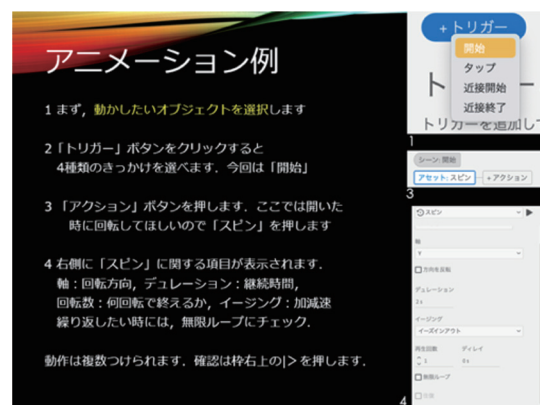 アニメーション例
1 まず，動かしたいオブジェクトを選択します
2「トリガー」ボタンをクリックすると
4種類のきっかけを選べます．今回は「開始」
3 「アクション」ボタンを押します．ここでは開いた
時に回転してほしいので「スピン」を押します
4 右側に「スピン」に関する項目が表示されます．
軸：回転方向，デュレーション：継続時間，
回転数：何回転で終えるか，イージング：加減速
繰り返したい時には，無限ループにチェック．
動作は複数つけられます．確認は枠右上の|＞を押します．
+ トリガー
開始
タップ
近接開始
近接終了
ト
トリガーを追加して
1
シーン: 開始
アセット: スピン
+ アクション
3
スピン
軸
Y
方向を反転
デュレーション
2 s
イージング
イーズインアウト
再生回数 ディレイ
1 0 s
無限ループ
4